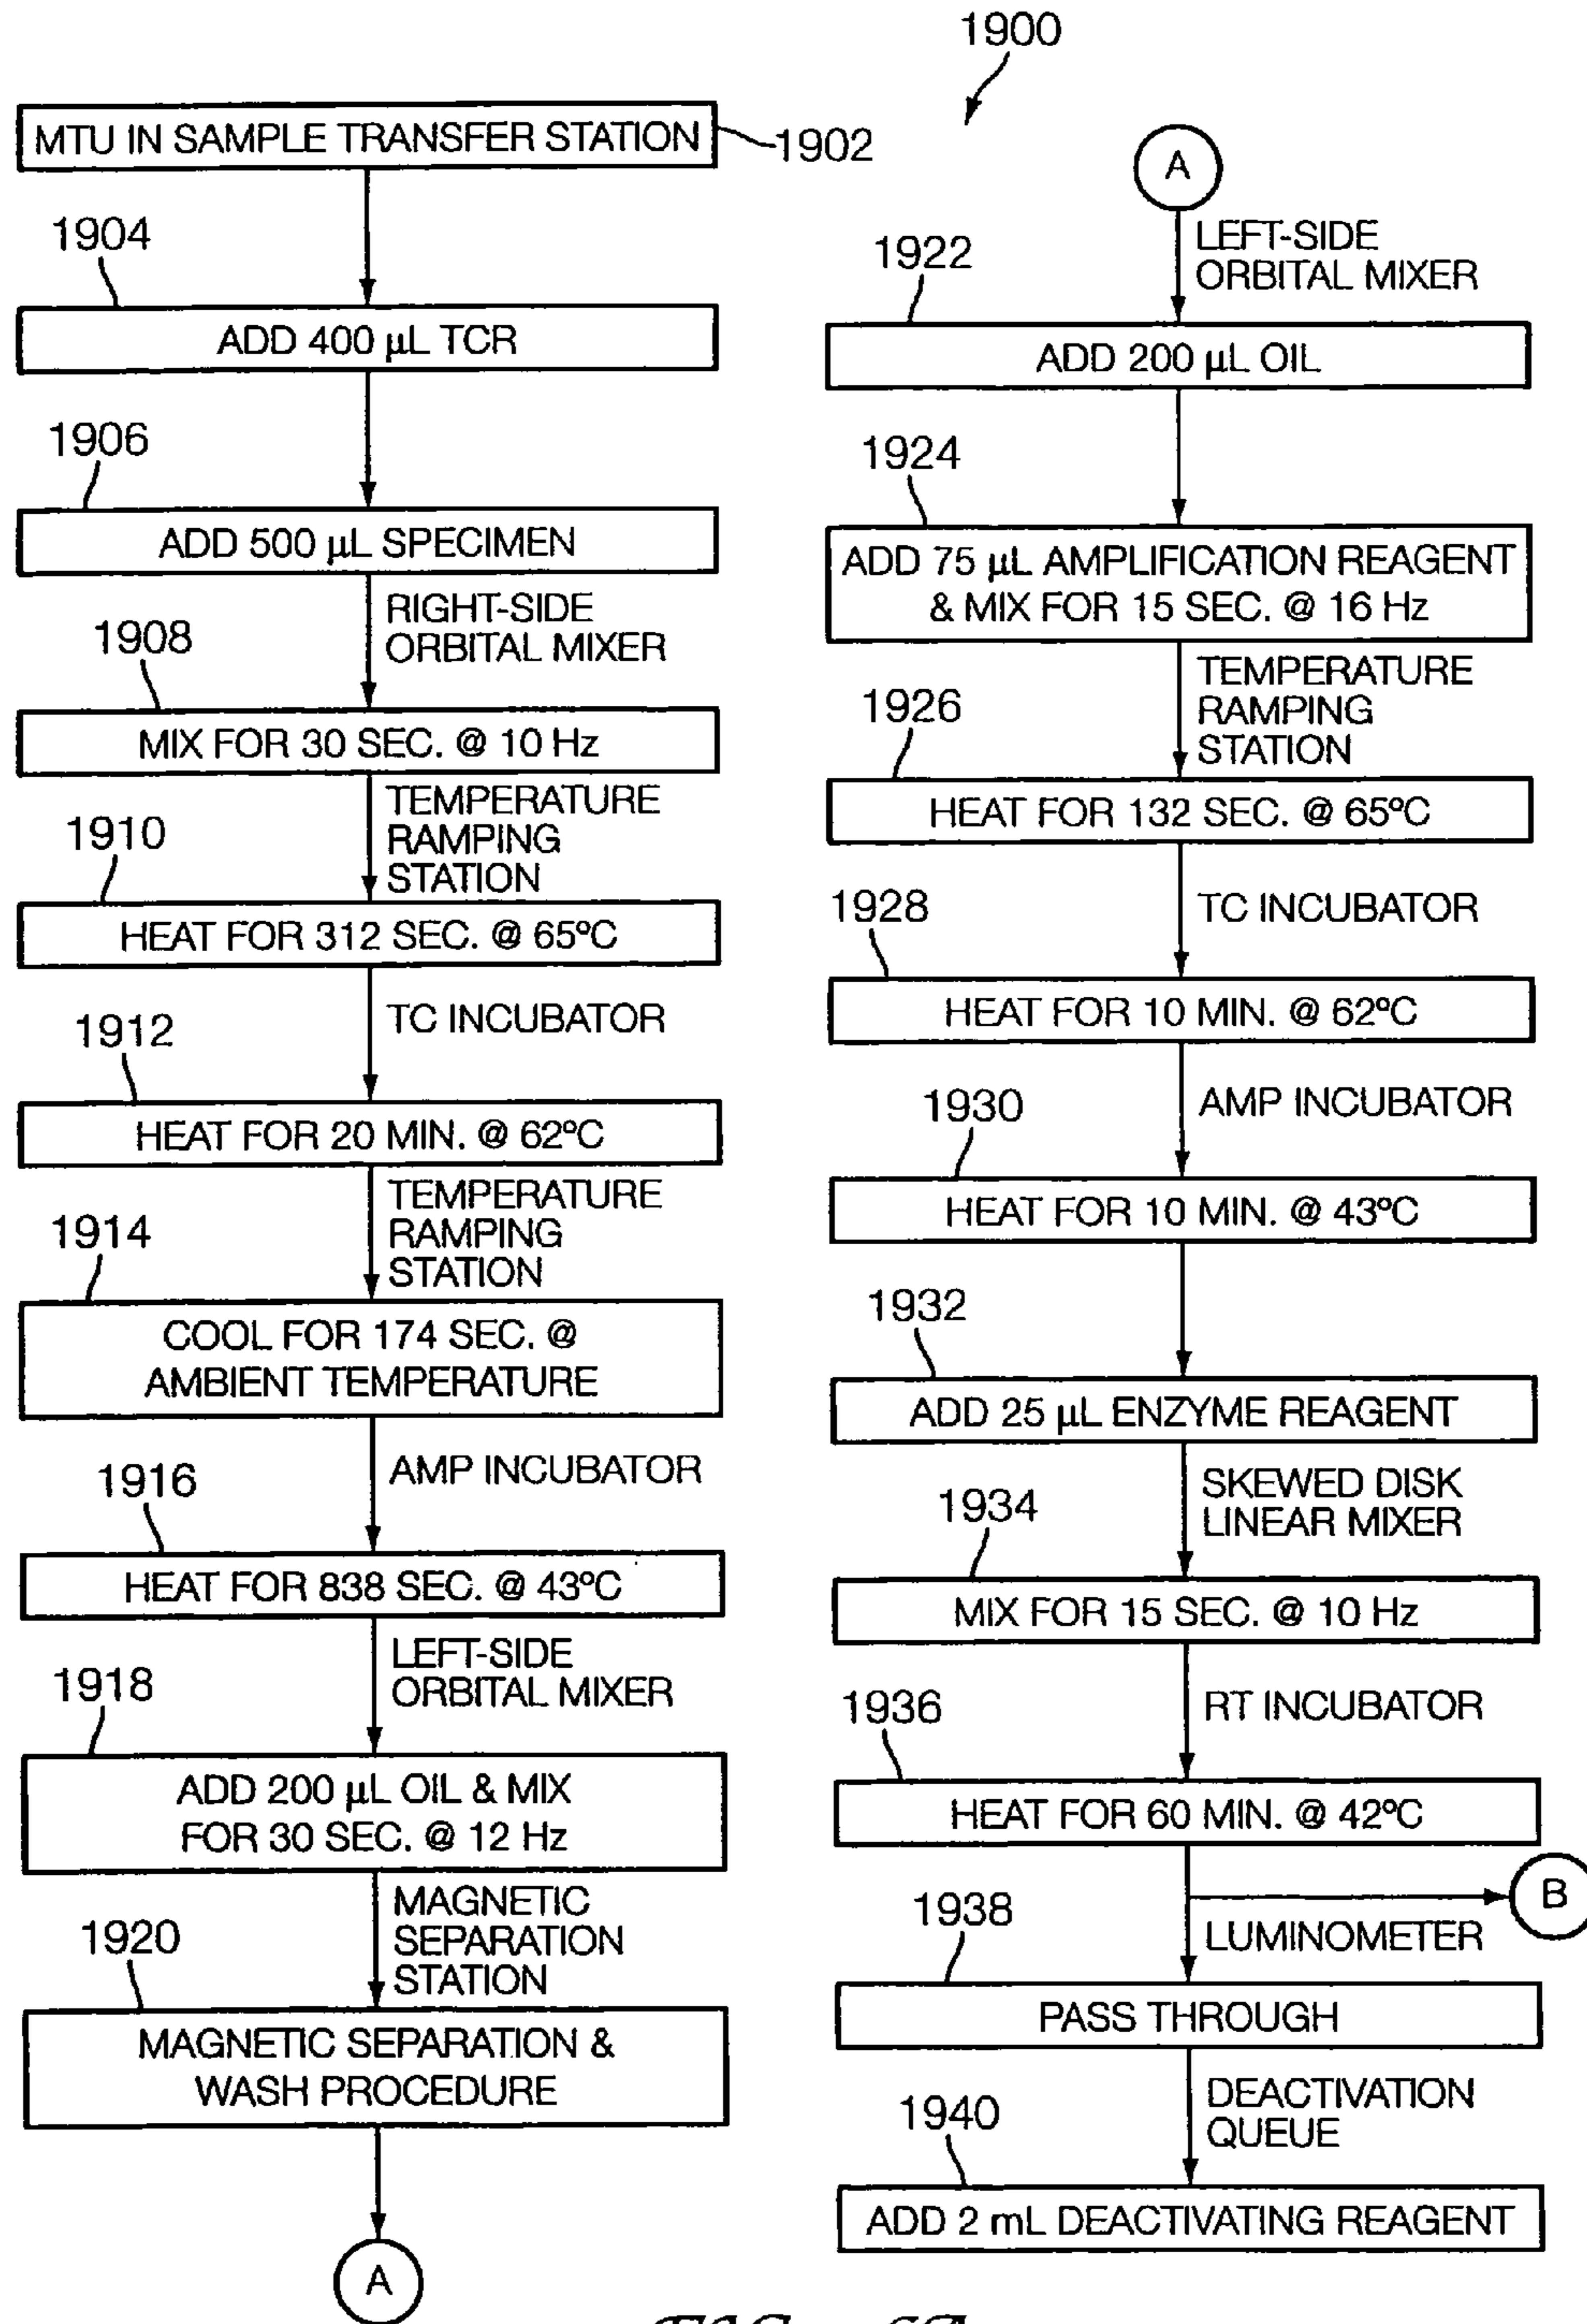 1900
MTU IN SAMPLE TRANSFER STATION
1902
1904
ADD 400 µL TCR
1906
ADD 500 µL SPECIMEN
RIGHT-SIDE
ORBITAL MIXER
1908
MIX FOR 30 SEC. @ 10 Hz
TEMPERATURE
RAMPING
STATION
1910
HEAT FOR 312 SEC. @ 65°C
TC INCUBATOR
1912
HEAT FOR 20 MIN. @ 62°C
TEMPERATURE
RAMPING
STATION
1914
COOL FOR 174 SEC. @
AMBIENT TEMPERATURE
AMP INCUBATOR
1916
HEAT FOR 838 SEC. @ 43°C
LEFT-SIDE
ORBITAL MIXER
1918
ADD 200 µL OIL & MIX
FOR 30 SEC. @ 12 Hz
MAGNETIC
SEPARATION
STATION
1920
MAGNETIC SEPARATION &
WASH PROCEDURE
A
A
LEFT-SIDE
ORBITAL MIXER
1922
ADD 200 µL OIL
1924
ADD 75 µL AMPLIFICATION REAGENT
& MIX FOR 15 SEC. @ 16 Hz
TEMPERATURE
RAMPING
STATION
1926
HEAT FOR 132 SEC. @ 65°C
TC INCUBATOR
1928
HEAT FOR 10 MIN. @ 62°C
AMP INCUBATOR
1930
HEAT FOR 10 MIN. @ 43°C
1932
ADD 25 µL ENZYME REAGENT
SKEWED DISK
LINEAR MIXER
1934
MIX FOR 15 SEC. @ 10 Hz
RT INCUBATOR
1936
HEAT FOR 60 MIN. @ 42°C
B
LUMINOMETER
1938
PASS THROUGH
DEACTIVATION
QUEUE
1940
ADD 2 mL DEACTIVATING REAGENT